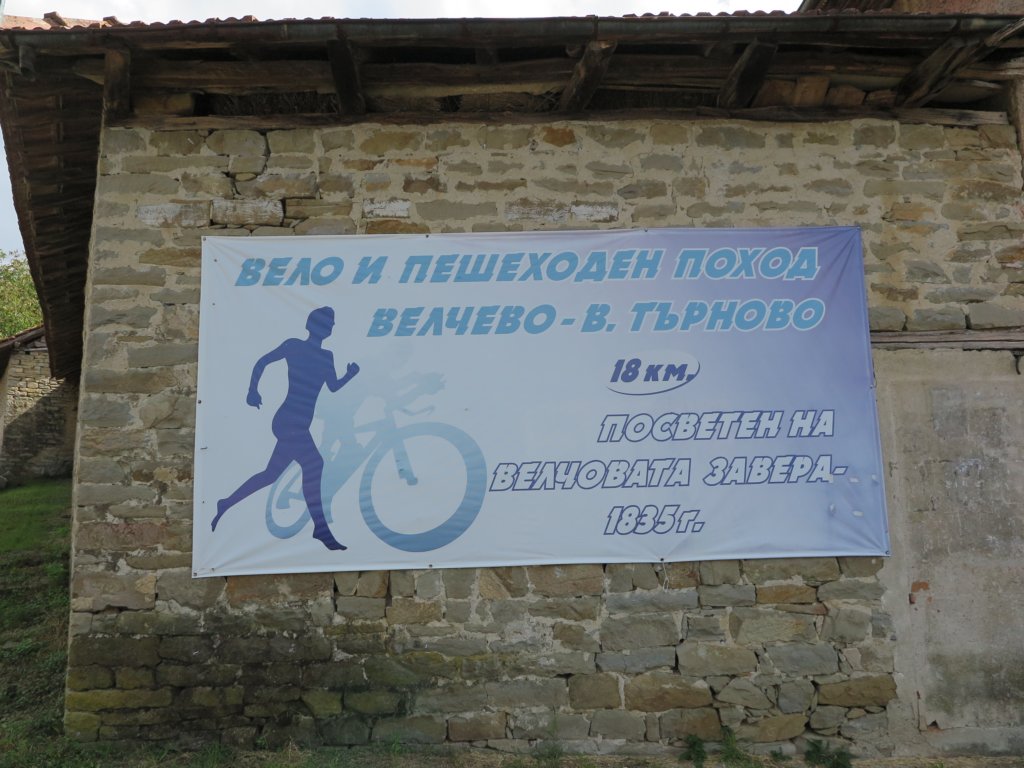 ВЕЛО И ПЕШЕХОДЕН ПОХОД
ВЕЛЧЕВО - В. ТЪРНОВО
18 км.
ПОСВЕТЕН НА
ВЕЛЧОВАТА ЗАВЕРА-
1835 г.